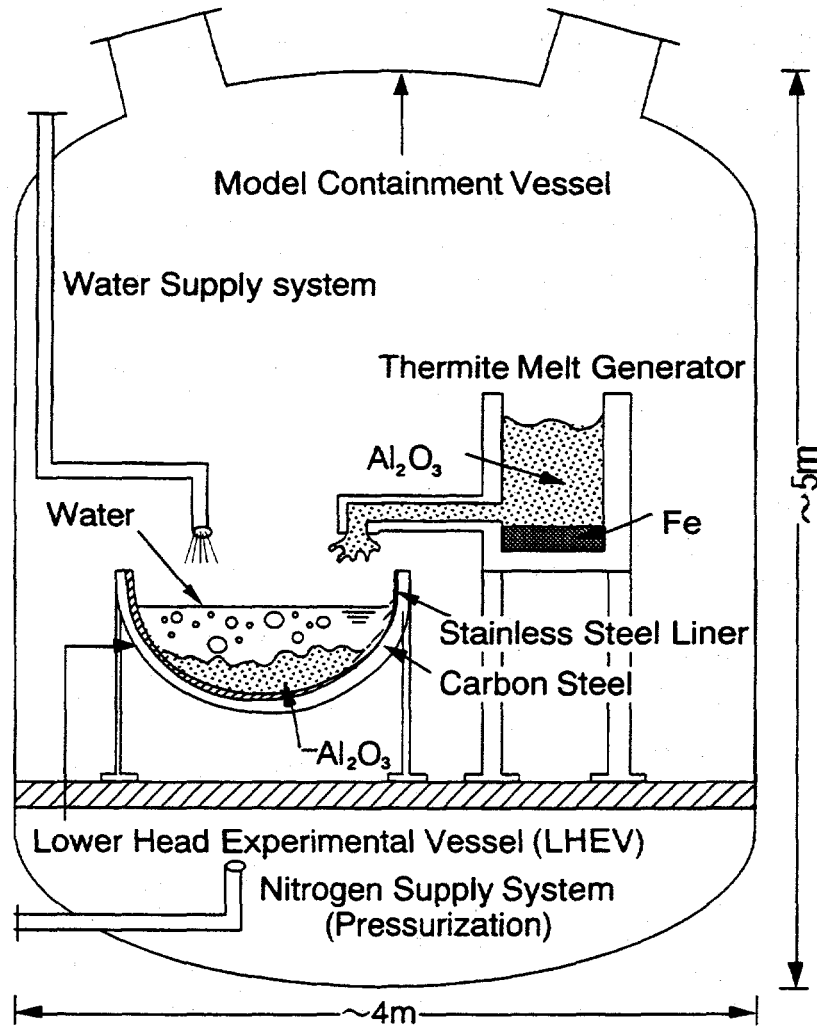 Model Containment Vessel
Water Supply system
Thermite Melt Generator
Al₂O₃
Fe
~5m
Water
Stainless Steel Liner
Carbon Steel
Al₂O₃
Lower Head Experimental Vessel (LHEV)
Nitrogen Supply System
(Pressurization)
~4m